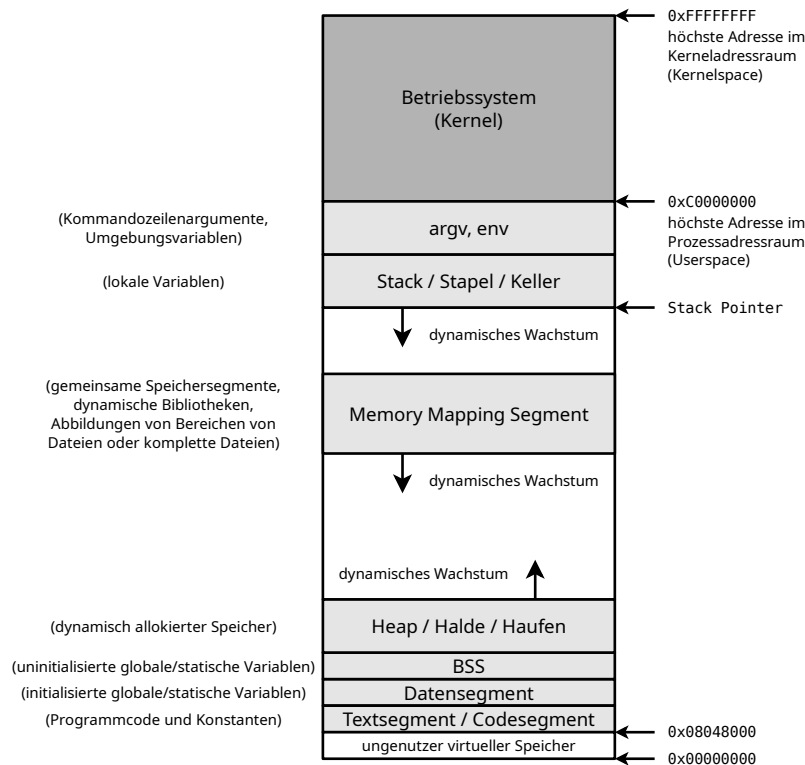 0xFFFFFFFF
höchste Adresse im
Kerneladressraum
(Kernelspace)
Betriebssystem
(Kernel)
0xC0000000
höchste Adresse im
Prozessadressraum
(Userspace)
(Kommandozeilenargumente,
Umgebungsvariablen)
argv, env
(lokale Variablen)
Stack / Stapel / Keller
Stack Pointer
dynamisches Wachstum
(gemeinsame Speichersegmente,
dynamische Bibliotheken,
Abbildungen von Bereichen von
Dateien oder komplette Dateien)
Memory Mapping Segment
dynamisches Wachstum
dynamisches Wachstum
(dynamisch allokierter Speicher)
Heap / Halde / Haufen
(uninitialisierte globale/statische Variablen)
BSS
(initialisierte globale/statische Variablen)
Datensegment
(Programmcode und Konstanten)
Textsegment / Codesegment
0x08048000
ungenutzer virtueller Speicher
0x00000000